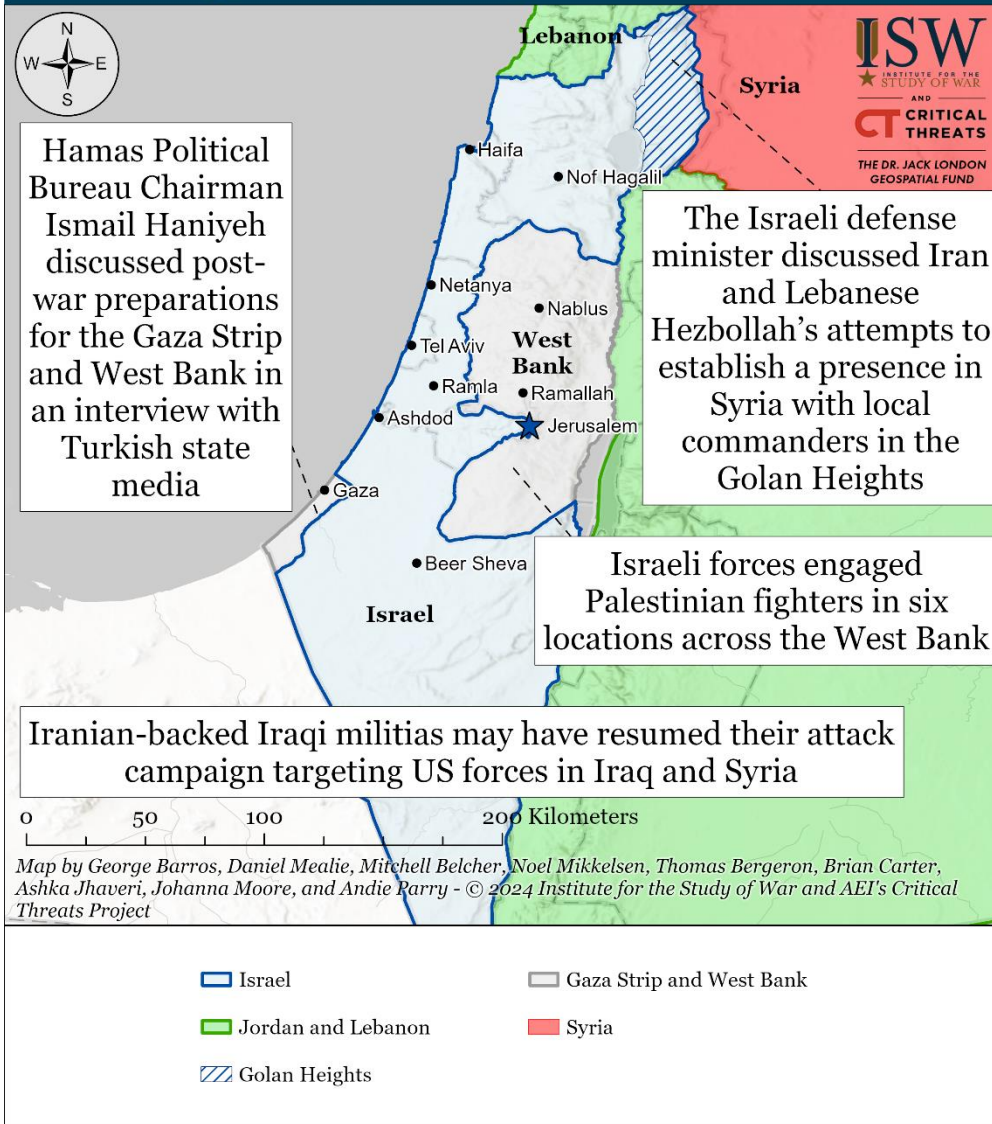 N
W E
S
Lebanon
Syria
ISW
INSTITUTE FOR THE
STUDY OF WAR
AND
CT CRITICAL
THREATS
THE DR. JACK LONDON
GEOSPATIAL FUND
Hamas Political
Bureau Chairman
Ismail Haniyeh
discussed post-
war preparations
for the Gaza Strip
and West Bank in
an interview with
Turkish state
media
Haifa
Nof Hagalil
The Israeli defense
minister discussed Iran
and Lebanese
Hezbollah’s attempts to
establish a presence in
Syria with local
commanders in the
Golan Heights
Netanya
Nablus
West
Bank
Tel Aviv
Ramla
Ramallah
Ashdod
Jerusalem
Gaza
Beer Sheva
Israel
Israeli forces engaged
Palestinian fighters in six
locations across the West Bank
Iranian-backed Iraqi militias may have resumed their attack
campaign targeting US forces in Iraq and Syria
0 50 100 200 Kilometers
Map by George Barros, Daniel Mealie, Mitchell Belcher, Noel Mikkelsen, Thomas Bergeron, Brian Carter,
Ashka Jhaveri, Johanna Moore, and Andie Parry - © 2024 Institute for the Study of War and AEI's Critical
Threats Project
Israel
Gaza Strip and West Bank
Jordan and Lebanon
Syria
Golan Heights